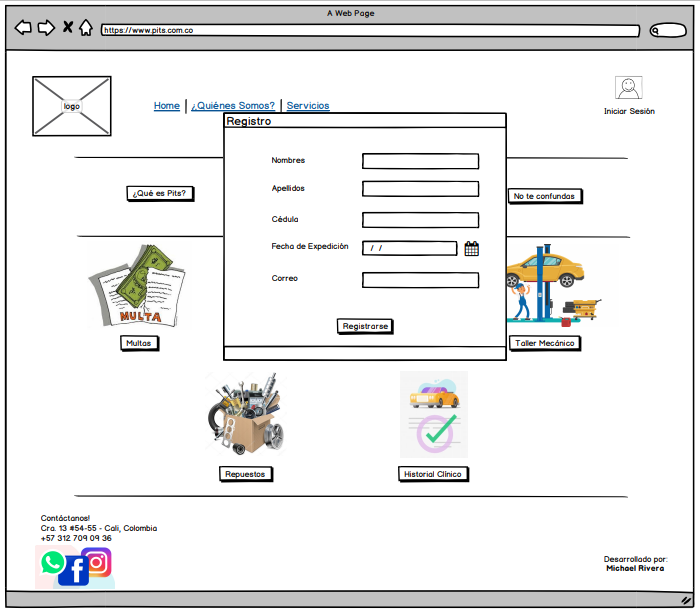 A Web Page
https://www.pits.com.co
logo
Home | ¿Quiénes Somos? | Servicios
Iniciar Sesión
Registro
Nombres
Apellidos
Cédula
Fecha de Expedición
/ /
Correo
Registrarse
¿Qué es Pits?
No te confundas
MULTA
Multas
Taller Mecánico
Repuestos
Historial Clínico
Contáctanos!
Cra. 13 #54-55 - Cali, Colombia
+57 312 709 09 36
f
Desarrollado por:
Michael Rivera